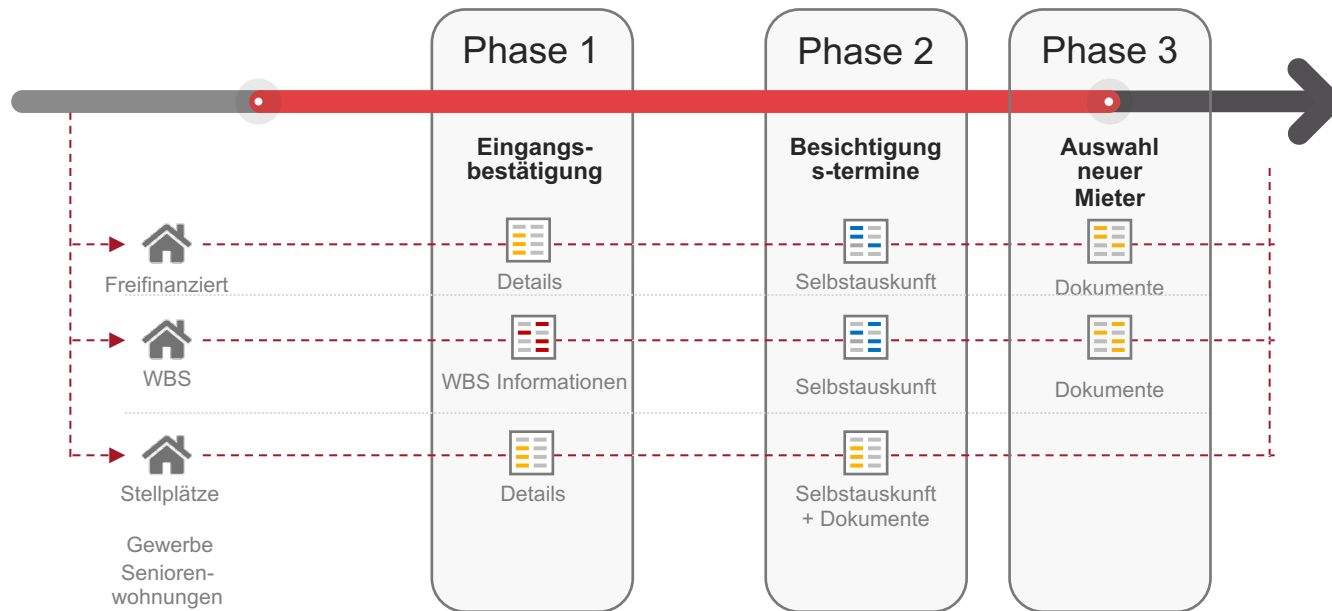 Phase 1
Phase 2
Phase 3
Eingangs-
bestätigung
Besichtigung
s-termine
Auswahl
neuer
Mieter
Freifinanziert
Details
Selbstauskunft
Dokumente
WBS
WBS Informationen
Selbstauskunft
Dokumente
Stellplätze
Details
Selbstauskunft
+ Dokumente
Gewerbe
Senioren-
wohnungen